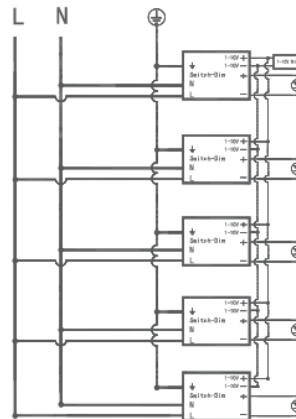 L N
1-10V +
1-10V −
Switch-Dim +
N
L −
1-10V +
1-10V −
Switch-Dim +
N
L −
1-10V +
1-10V −
Switch-Dim +
N
L −
1-10V +
1-10V −
Switch-Dim +
N
L −
1-10V +
1-10V −
Switch-Dim +
N
L −